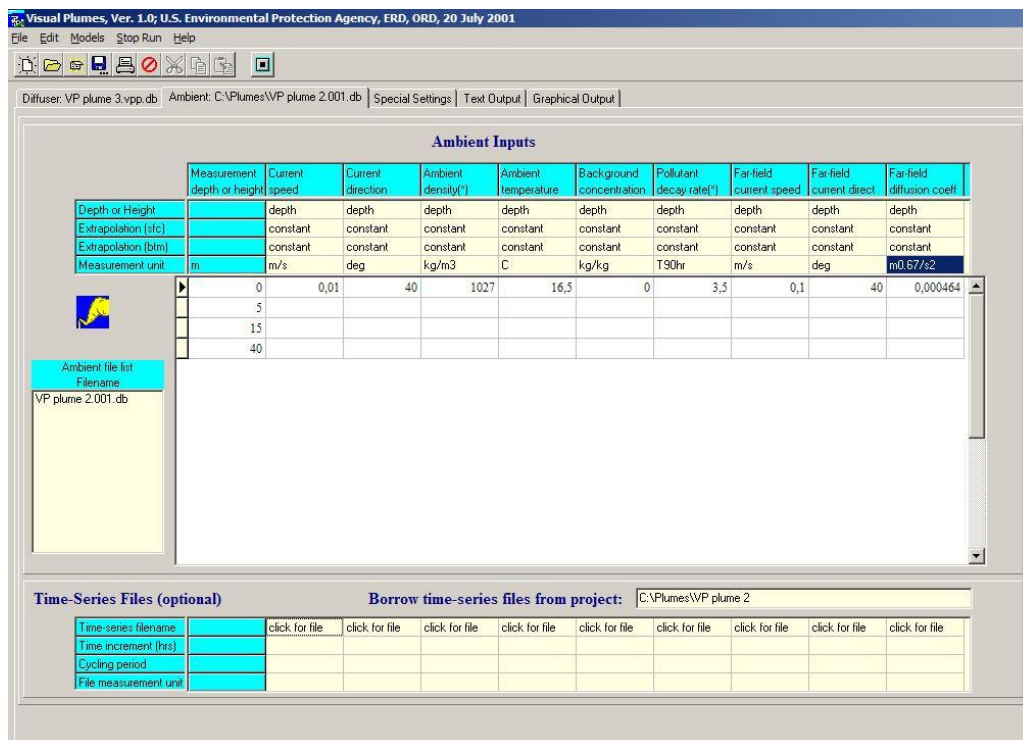 Visual Plumes, Ver. 1.0; U.S. Environmental Protection Agency, ERD, ORD, 20 July 2001
File Edit Models Stop Run Help
Diffuser: VP plume 3.vpp.db Ambient: C:\Plumes\VP plume 2.001.db Special Settings Text Output Graphical Output
Ambient Inputs
Measurement Current Current Ambient Ambient Background Pollutant Far-field Far-field Far-field
depth or height speed direction density(*) temperature concentration decay rate(*) current speed current direct diffusion coeff
Depth or Height depth depth depth depth depth depth depth depth depth
Extrapolation (sfc) constant constant constant constant constant constant constant constant constant
Extrapolation (btm) constant constant constant constant constant constant constant constant constant
Measurement unit m m/s deg kg/m3 C kg/kg T90hr m/s deg m0.67/s2
0 0,01 40 1027 16,5 0 3,5 0,1 40 0,000464
5
15
40
Ambient file list
Filename
VP plume 2.001.db
Time-Series Files (optional) Borrow time-series files from project: C:\Plumes\VP plume 2
Time-series filename click for file click for file click for file click for file click for file click for file click for file click for file click for file
Time increment (hrs)
Cycling period
File measurement unit